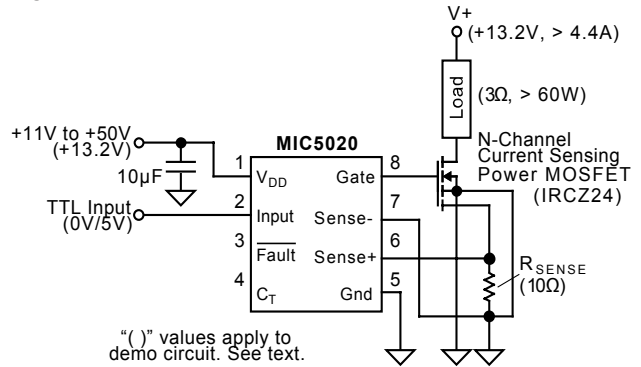 V+
(+13.2V, > 4.4A)
Load
(3Ω, > 60W)
N-Channel
Current Sensing
Power MOSFET
(IRCZ24)
+11V to +50V
(+13.2V)
10µF
TTL Input
(0V/5V)
MIC5020
1 VDD Gate 8
2 Input Sense- 7
3 Fault Sense+ 6
4 CT Gnd 5
RSENSE
(10Ω)
“( )” values apply to
demo circuit. See text.